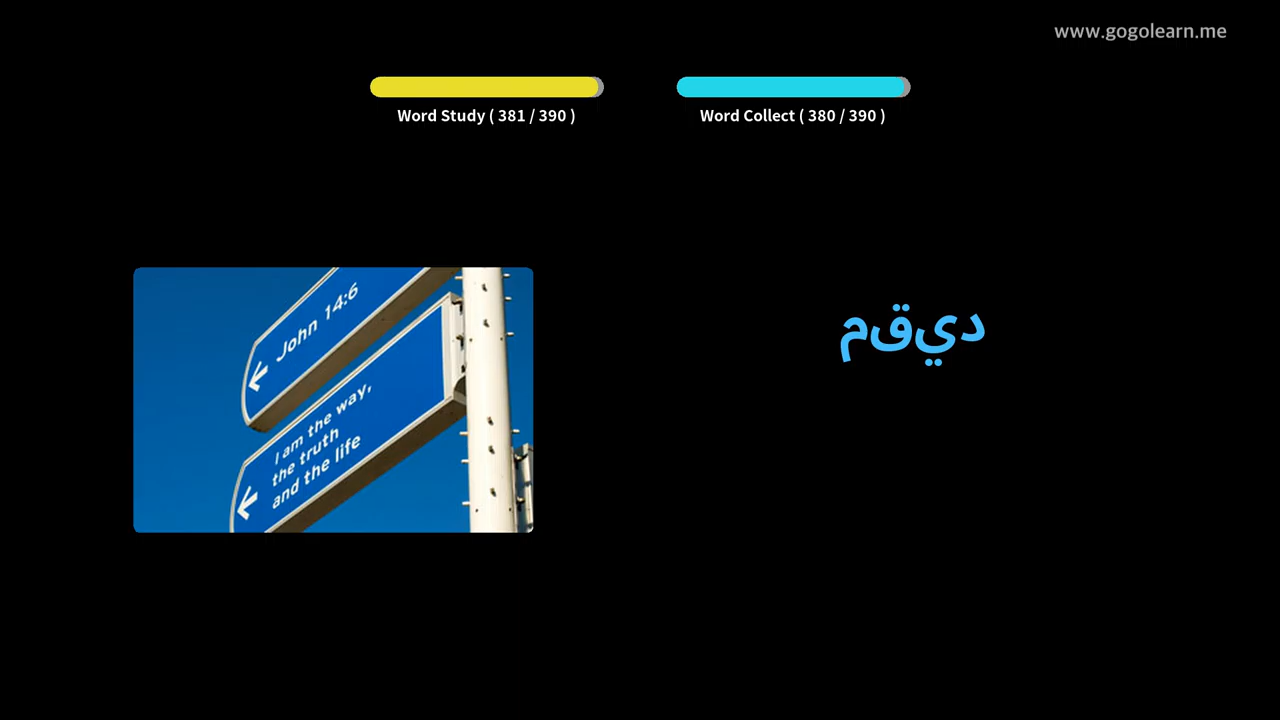 www.gogolearn.me
Word Study ( 381 / 390 )
Word Collect ( 380 / 390 )
John 14:6
I am the way,
the truth
and the life
ديقم